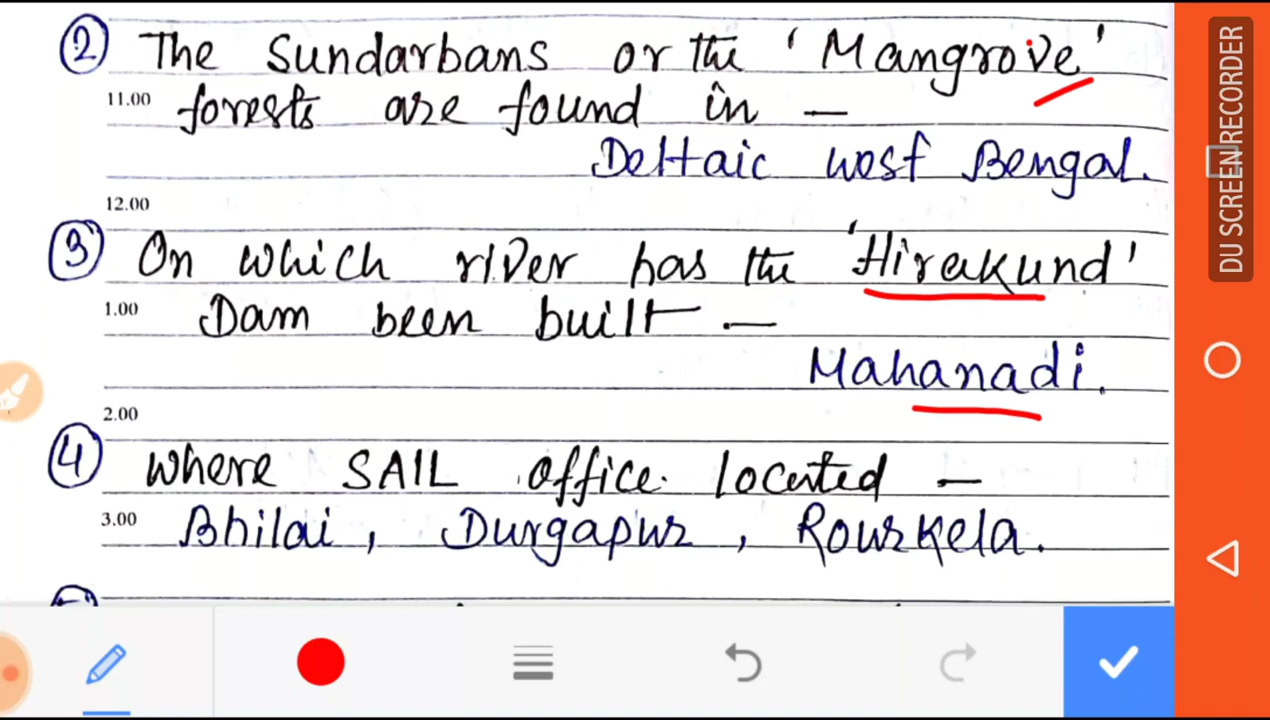 ② The Sundarbans or the 'Mangrove'
11.00 forests are found in —
Deltaic west Bengal.
12.00
③ On which river has the 'Hirakund'
1.00 Dam been built —
Mahanadi.
2.00
④ Where SAIL office located —
3.00 Bhilai, Durgapur, Rourkela.
DU SCREEN RECORDER